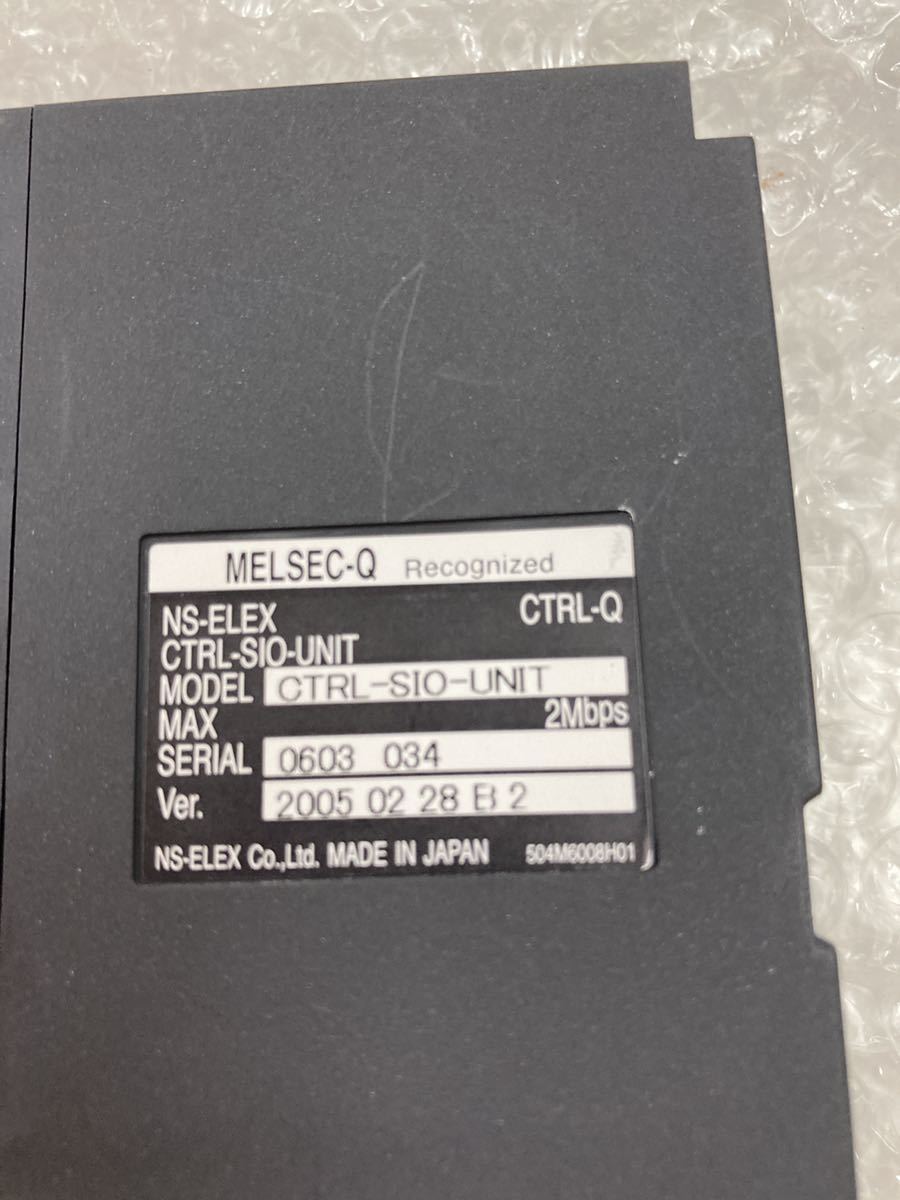 MELSEC-Q Recognized
NS-ELEX CTRL-Q
CTRL-SIO-UNIT
MODEL CTRL-SIO-UNIT
MAX 2Mbps
SERIAL 0603 034
Ver. 2005 02 28 B 2
NS-ELEX Co.,Ltd. MADE IN JAPAN 504M6008H01